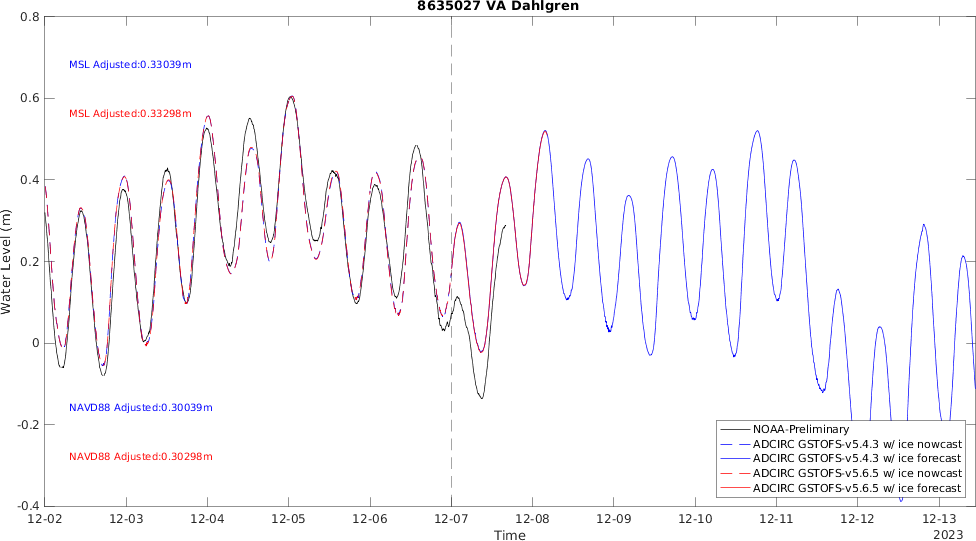 8635027 VA Dahlgren
0.8
0.6
0.4
0.2
0
-0.2
-0.4
Water Level (m)
MSL Adjusted:0.33039m
MSL Adjusted:0.33298m
NAVD88 Adjusted:0.30039m
NAVD88 Adjusted:0.30298m
NOAA-Preliminary
ADCIRC GSTOFS-v5.4.3 w/ ice nowcast
ADCIRC GSTOFS-v5.4.3 w/ ice forecast
ADCIRC GSTOFS-v5.6.5 w/ ice nowcast
ADCIRC GSTOFS-v5.6.5 w/ ice forecast
12-02 12-03 12-04 12-05 12-06 12-07 12-08 12-09 12-10 12-11 12-12 12-13
Time
2023